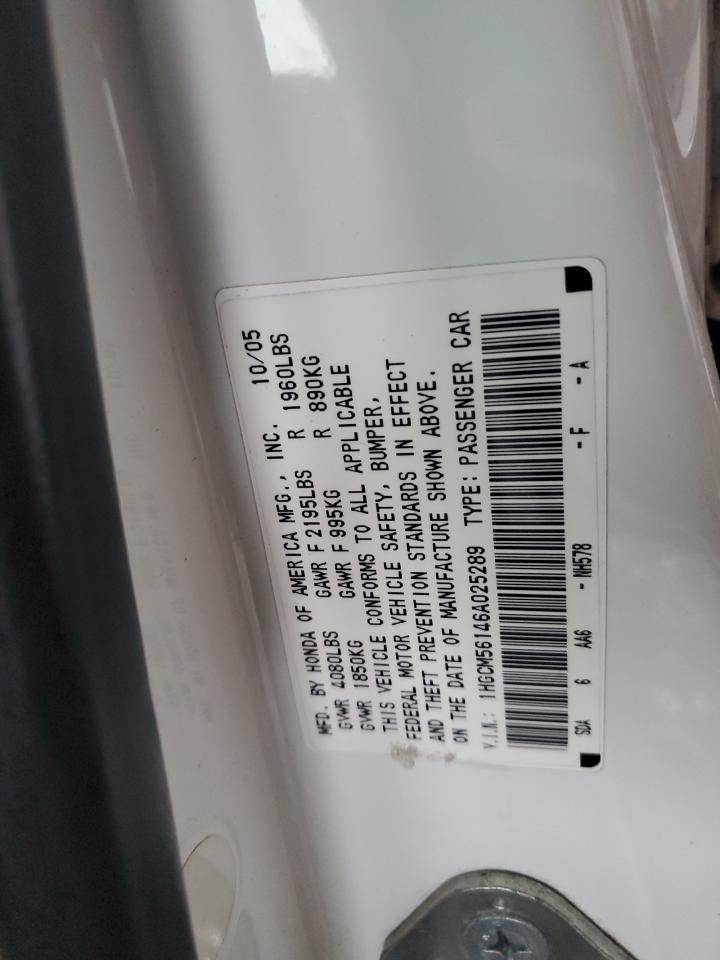 MFD. BY HONDA OF AMERICA MFG., INC. 10/05
GVWR 4080LBS GAWR F 2195LBS R 1960LBS
GVWR 1850KG GAWR F 995KG R 890KG
THIS VEHICLE CONFORMS TO ALL APPLICABLE
FEDERAL MOTOR VEHICLE SAFETY, BUMPER,
AND THEFT PREVENTION STANDARDS IN EFFECT
ON THE DATE OF MANUFACTURE SHOWN ABOVE.
V.I.N.: 1HGCM56146A025289 TYPE: PASSENGER CAR
SDA 6 AA6 - NH578 - F - A